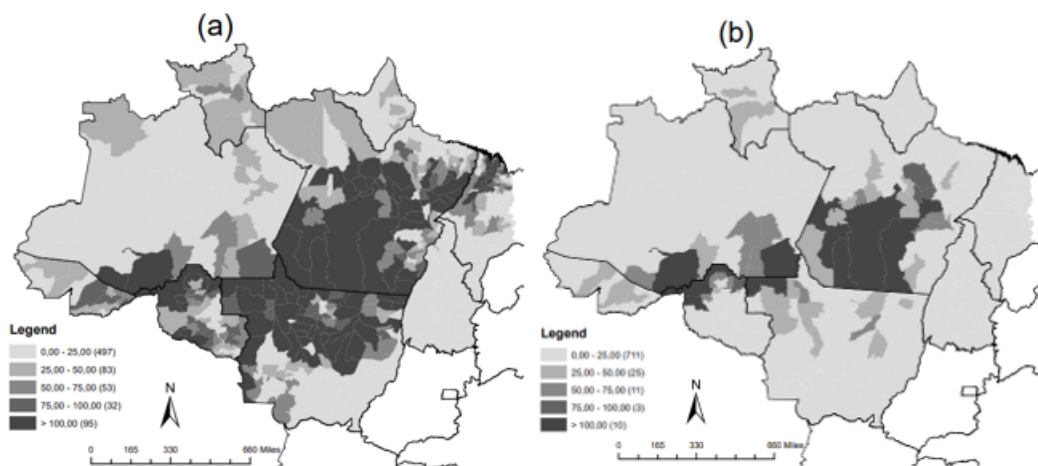 (a)
Legend
0,00 - 25,00 (497)
25,00 - 50,00 (83)
50,00 - 75,00 (53)
75,00 - 100,00 (32)
> 100,00 (95)
N
0 165 330 660 Miles
(b)
Legend
0,00 - 25,00 (711)
25,00 - 50,00 (25)
50,00 - 75,00 (11)
75,00 - 100,00 (3)
> 100,00 (10)
N
0 165 330 660 Miles